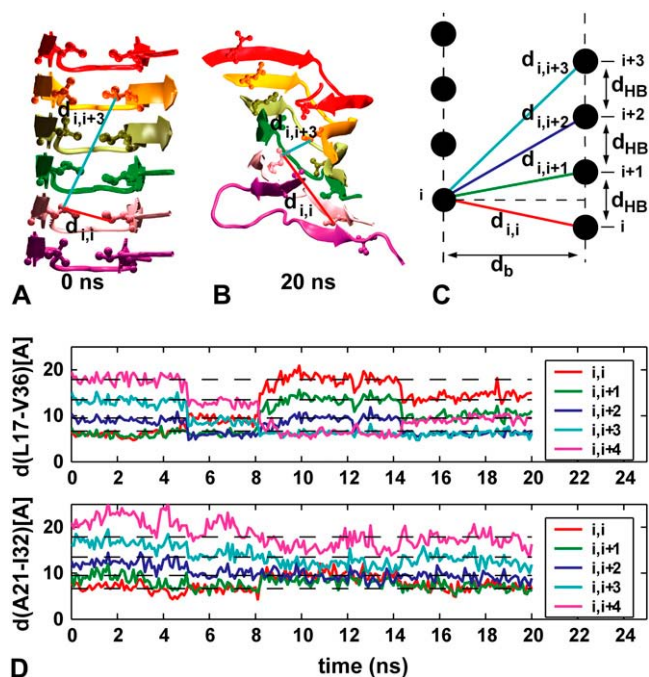 d i,i+3
d i,i
A
0 ns
d i,i+3
d i,i
B
20 ns
i
d i,i+3
d i,i+2
d i,i+1
d i,i
i+3
d HB
i+2
d HB
i+1
d HB
i
d b
C
d(L17-V36)[A]
20
10
0
0 2 4 6 8 10 12 14 16 18 20 22 24
i,i
i,i+1
i,i+2
i,i+3
i,i+4
d(A21-I32)[A]
20
10
0
0 2 4 6 8 10 12 14 16 18 20 22 24
i,i
i,i+1
i,i+2
i,i+3
i,i+4
D
time (ns)